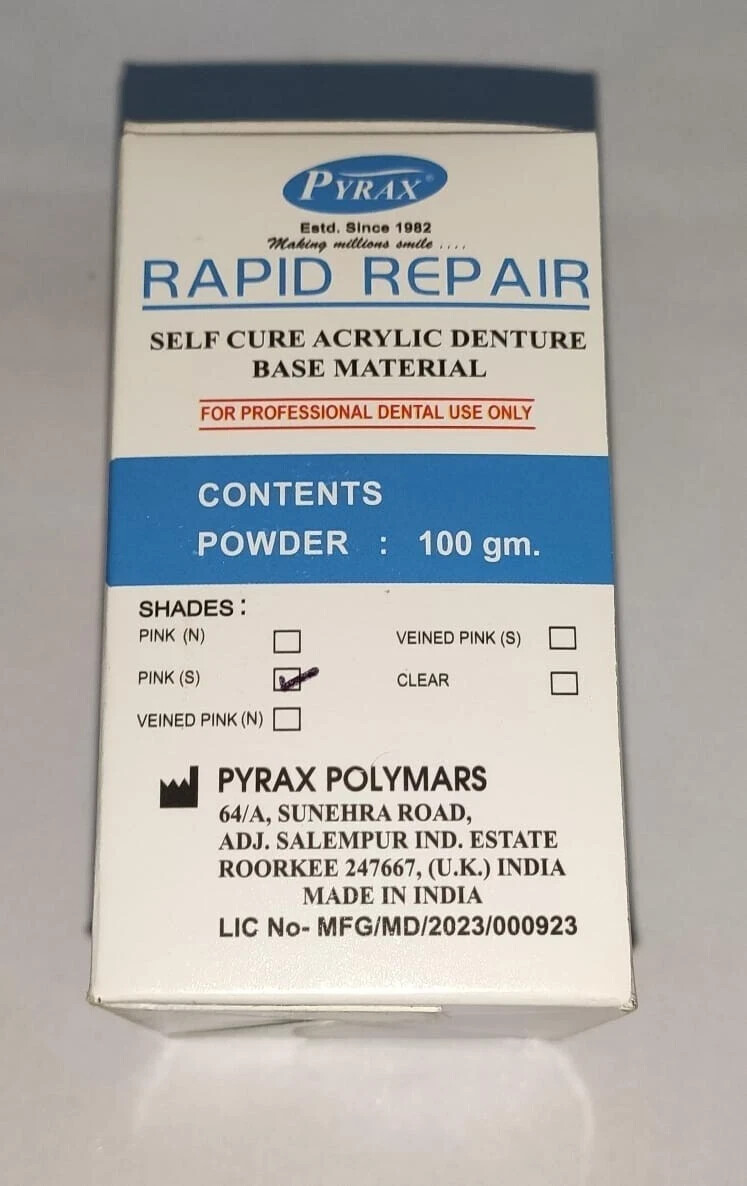 PYRAX®
Estd. Since 1982
Making millions smile ....
RAPID REPAIR
SELF CURE ACRYLIC DENTURE
BASE MATERIAL
FOR PROFESSIONAL DENTAL USE ONLY
CONTENTS
POWDER : 100 gm.
SHADES :
PINK (N)
VEINED PINK (S)
PINK (S)
CLEAR
VEINED PINK (N)
PYRAX POLYMARS
64/A, SUNEHRA ROAD,
ADJ. SALEMPUR IND. ESTATE
ROORKEE 247667, (U.K.) INDIA
MADE IN INDIA
LIC No- MFG/MD/2023/000923